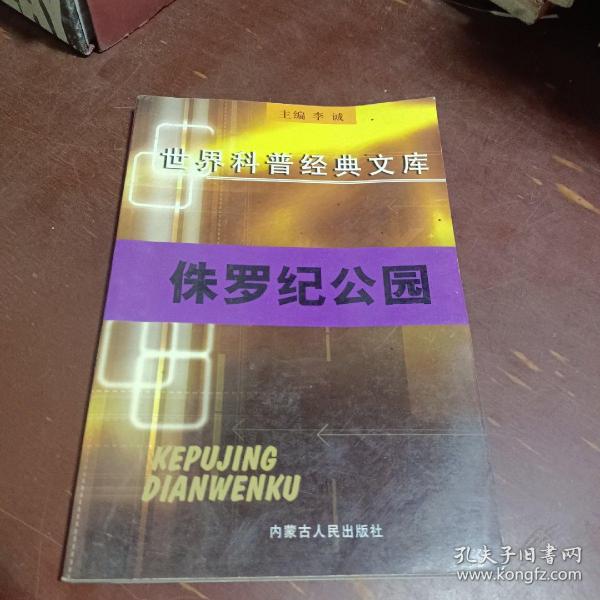 主编 李 诚
世界科普经典文库
侏罗纪公园
KEPUJING
DIANWENKU
内蒙古人民出版社
孔夫子旧书网
www.kongfz.com